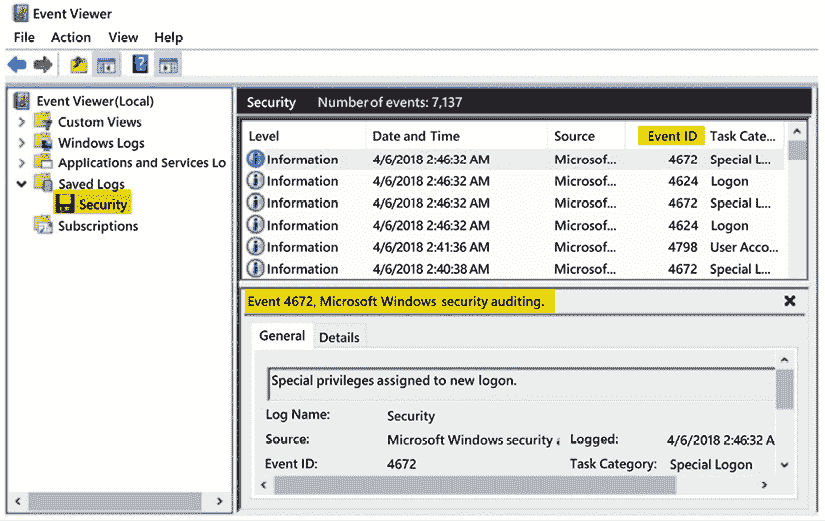 Event Viewer
File Action View Help
Event Viewer(Local)
Custom Views
Windows Logs
Applications and Services Lo
Saved Logs
Security
Subscriptions
Security Number of events: 7,137
Level Date and Time Source Event ID Task Cate...
Information 4/6/2018 2:46:32 AM Microsof... 4672 Special L...
Information 4/6/2018 2:46:32 AM Microsof... 4624 Logon
Information 4/6/2018 2:46:32 AM Microsof... 4672 Special L...
Information 4/6/2018 2:46:32 AM Microsof... 4624 Logon
Information 4/6/2018 2:41:36 AM Microsof... 4798 User Acco...
Information 4/6/2018 2:40:38 AM Microsof... 4672 Special L...
Event 4672, Microsoft Windows security auditing.
General Details
Special privileges assigned to new logon.
Log Name: Security
Source: Microsoft Windows security Logged: 4/6/2018 2:46:32 A
Event ID: 4672 Task Category: Special Logon